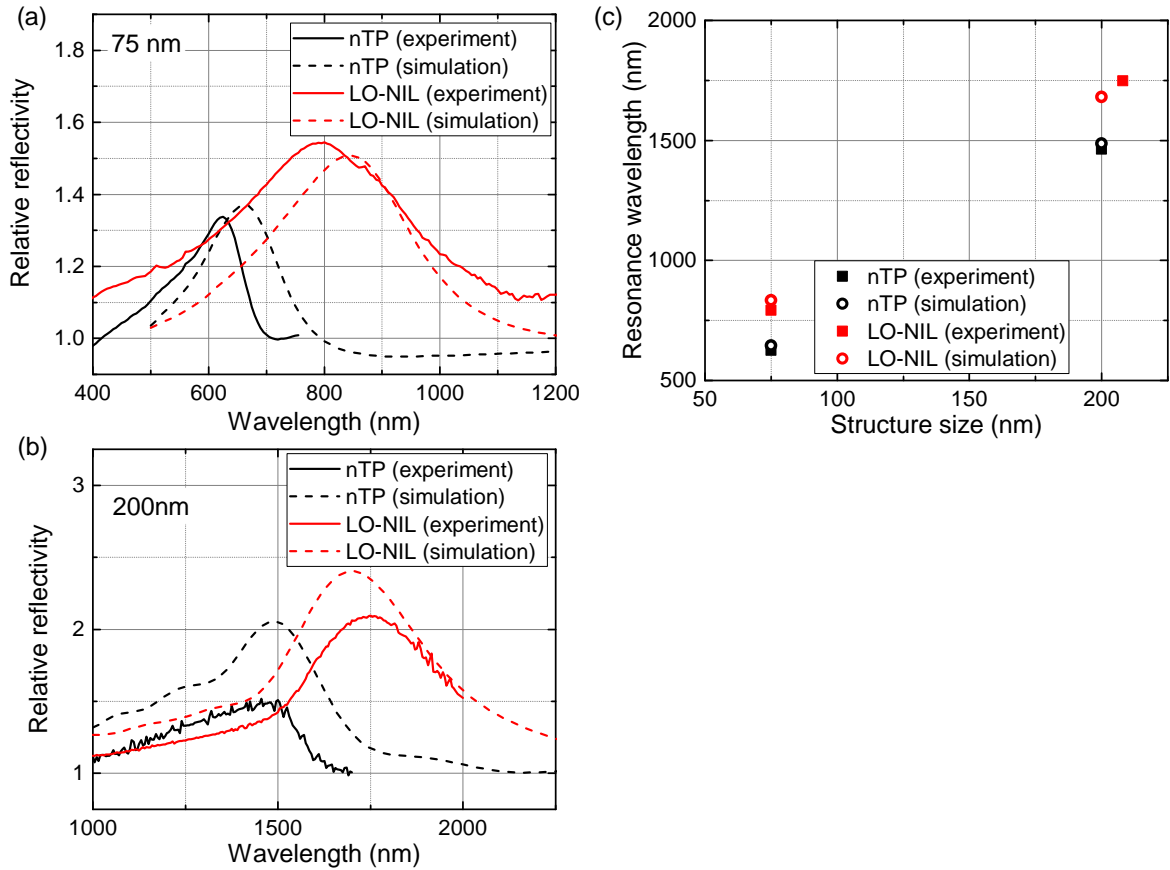 (a)
75 nm
nTP (experiment)
nTP (simulation)
LO-NIL (experiment)
LO-NIL (simulation)
1.8
1.6
1.4
1.2
1.0
Relative reflectivity
400 600 800 1000 1200
Wavelength (nm)
(b)
200nm
nTP (experiment)
nTP (simulation)
LO-NIL (experiment)
LO-NIL (simulation)
3
2
1
Relative reflectivity
1000 1500 2000
Wavelength (nm)
(c)
2000
1500
1000
500
Resonance wavelength (nm)
nTP (experiment)
nTP (simulation)
LO-NIL (experiment)
LO-NIL (simulation)
50 100 150 200
Structure size (nm)